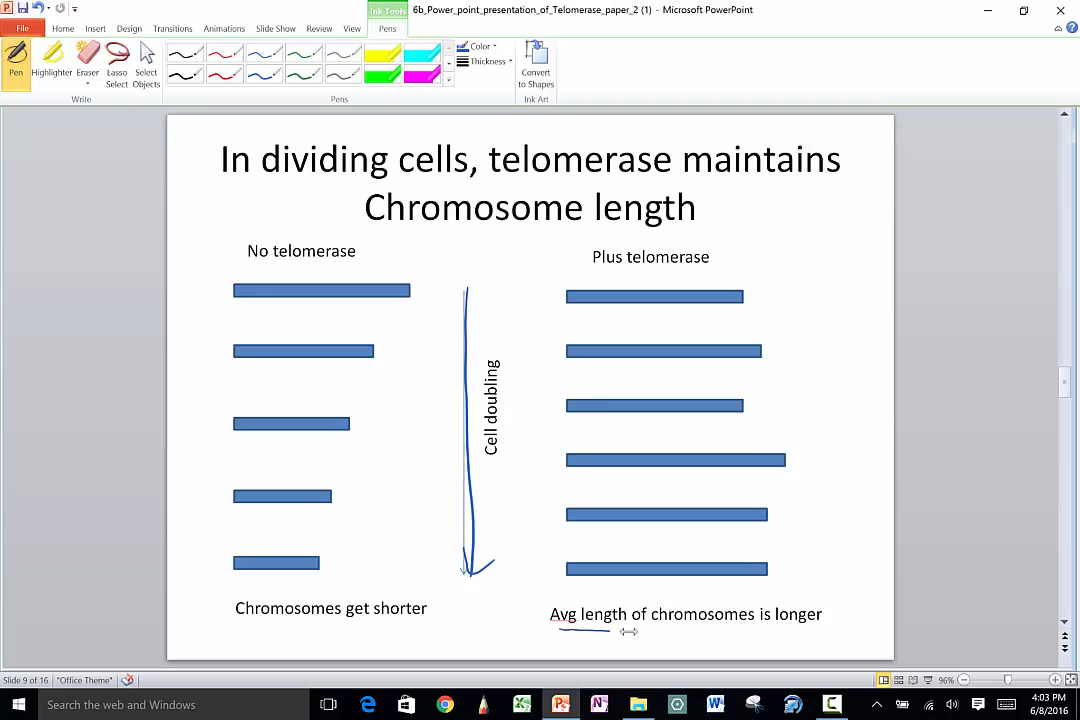 6b_Power_point_presentation_of_Telomerase_paper_2 (1) - Microsoft PowerPoint
Ink Tools
File Home Insert Design Transitions Animations Slide Show Review View Pens
Pen Highlighter Eraser Lasso Select Select Objects
Color
Thickness
Convert to Shapes
Write Pens Ink Art
In dividing cells, telomerase maintains
Chromosome length
No telomerase
Plus telomerase
Cell doubling
Chromosomes get shorter
Avg length of chromosomes is longer
Slide 9 of 16 "Office Theme" 96%
Search the web and Windows
4:03 PM
6/8/2016